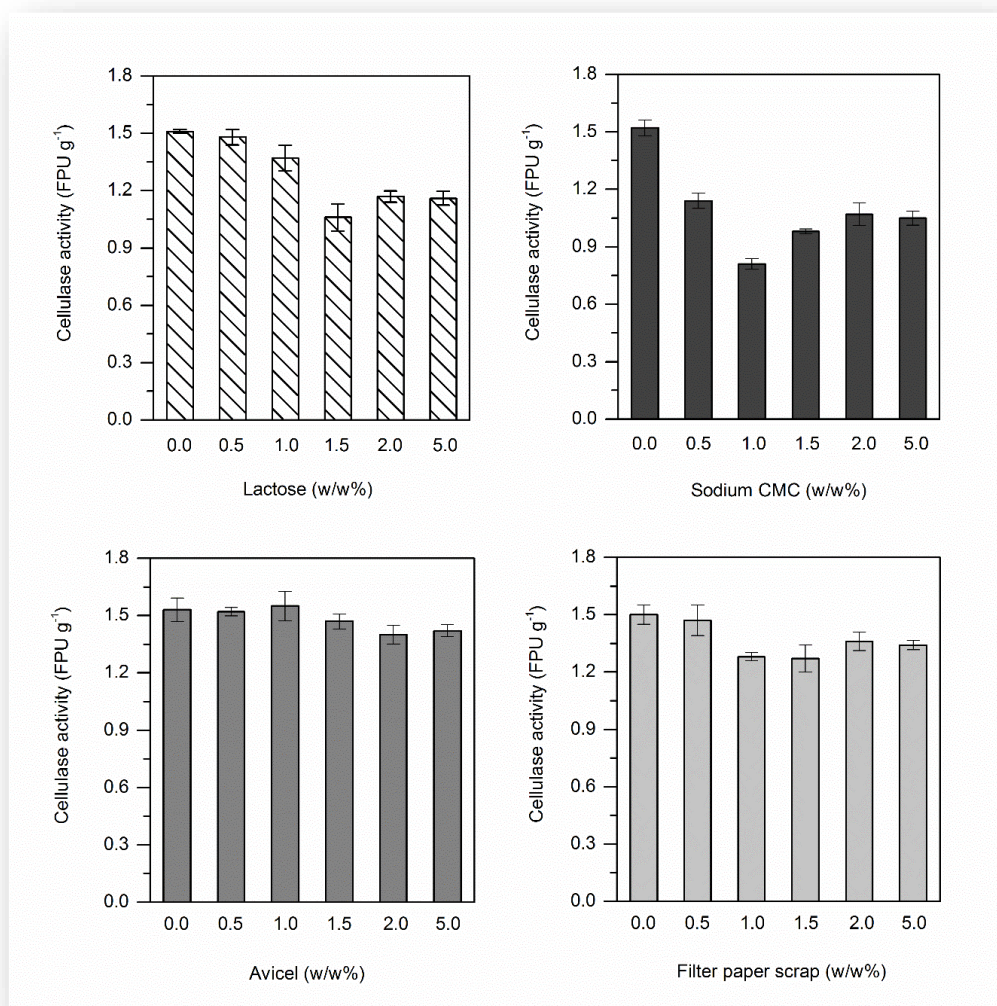 Cellulase activity (FPU g⁻¹)
1.8
1.5
1.2
0.9
0.6
0.3
0.0
0.0 0.5 1.0 1.5 2.0 5.0
Lactose (w/w%)
Cellulase activity (FPU g⁻¹)
1.8
1.5
1.2
0.9
0.6
0.3
0.0
0.0 0.5 1.0 1.5 2.0 5.0
Sodium CMC (w/w%)
Cellulase activity (FPU g⁻¹)
1.8
1.5
1.2
0.9
0.6
0.3
0.0
0.0 0.5 1.0 1.5 2.0 5.0
Avicel (w/w%)
Cellulase activity (FPU g⁻¹)
1.8
1.5
1.2
0.9
0.6
0.3
0.0
0.0 0.5 1.0 1.5 2.0 5.0
Filter paper scrap (w/w%)